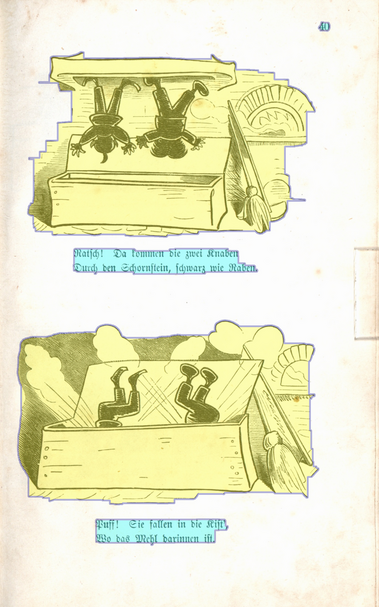 40
Ratsch! Da kommen die zwei Knaben
Durch den Schornstein, schwarz wie Raben.
Puff! Sie fallen in die Kist',
Wo das Mehl darinnen ist.